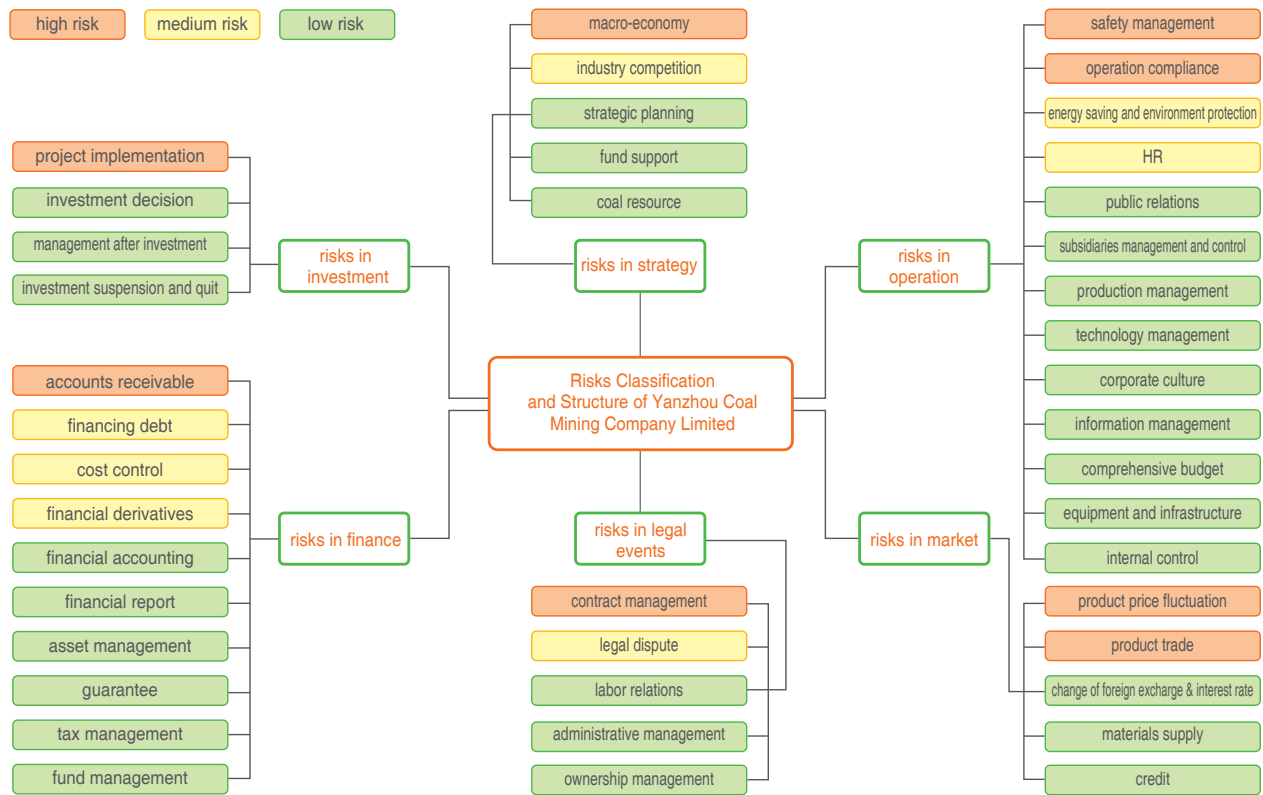 high risk
medium risk
low risk
macro-economy
industry competition
strategic planning
fund support
coal resource
risks in strategy
project implementation
investment decision
management after investment
investment suspension and quit
risks in
investment
safety management
operation compliance
energy saving and environment protection
HR
public relations
subsidiaries management and control
production management
technology management
corporate culture
information management
comprehensive budget
equipment and infrastructure
internal control
risks in
operation
Risks Classification
and Structure of Yanzhou Coal
Mining Company Limited
accounts receivable
financing debt
cost control
financial derivatives
financial accounting
financial report
asset management
guarantee
tax management
fund management
risks in finance
risks in legal
events
contract management
legal dispute
labor relations
administrative management
ownership management
risks in market
product price fluctuation
product trade
change of foreign exchange & interest rate
materials supply
credit